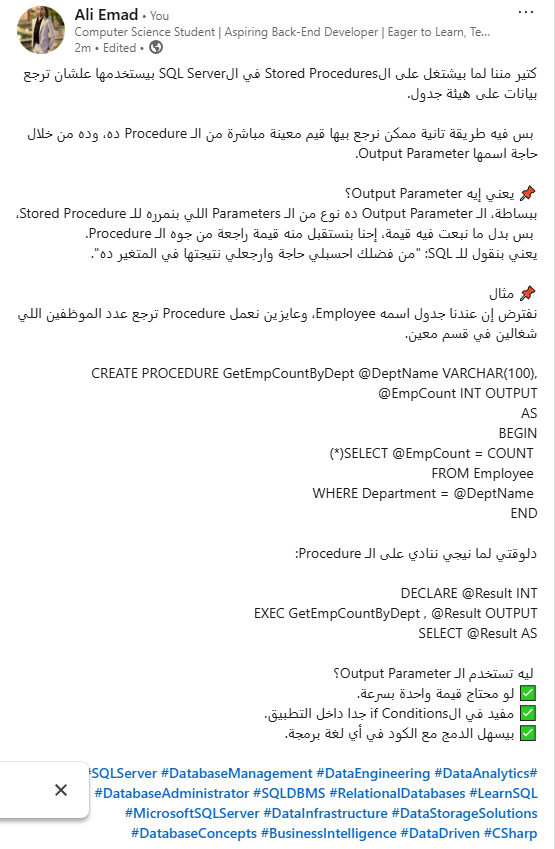 Ali Emad • You
Computer Science Student | Aspiring Back-End Developer | Eager to Learn, Te...
2m • Edited •
كتير مننا لما بيشتغل على الStored Procedures في الSQL Server بيستخدمها علشان ترجع
بيانات على هيئة جدول.
بس فيه طريقة تانية ممكن نرجع بيها قيم معينة مباشرة من الـ Procedure ده، وده من خلال
حاجة اسمها Output Parameter.
📌 يعني إيه Output Parameter؟
ببساطة، الـ Output Parameter ده نوع من الـ Parameters اللي بنمرره للـ Stored Procedure،
بس بدل ما نبعت فيه قيمة، إحنا بنستقبل منه قيمة راجعة من جوه الـ Procedure.
يعني بنقول للـ SQL: "من فضلك احسبلي حاجة وارجعلي نتيجتها في المتغير ده".
📌 مثال
نفترض إن عندنا جدول اسمه Employee، وعايزين نعمل Procedure ترجع عدد الموظفين اللي
شغالين في قسم معين.
CREATE PROCEDURE GetEmpCountByDept @DeptName VARCHAR(100),
@EmpCount INT OUTPUT
AS
BEGIN
SELECT @EmpCount = COUNT(*)
FROM Employee
WHERE Department = @DeptName
END
دلوقتي لما نيجي ننادي على الـ Procedure:
DECLARE @Result INT
EXEC GetEmpCountByDept , @Result OUTPUT
SELECT @Result AS
ليه تستخدم الـ Output Parameter؟
✅ لو محتاج قيمة واحدة بسرعة.
✅ مفيد في الif Conditions جدا داخل التطبيق.
✅ بيسهل الدمج مع الكود في أي لغة برمجة.
#SQLServer #DatabaseManagement #DataEngineering #DataAnalytics
#DatabaseAdministrator #SQLDBMS #RelationalDatabases #LearnSQL
#MicrosoftSQLServer #DataInfrastructure #DataStorageSolutions
#DatabaseConcepts #BusinessIntelligence #DataDriven #CSharp